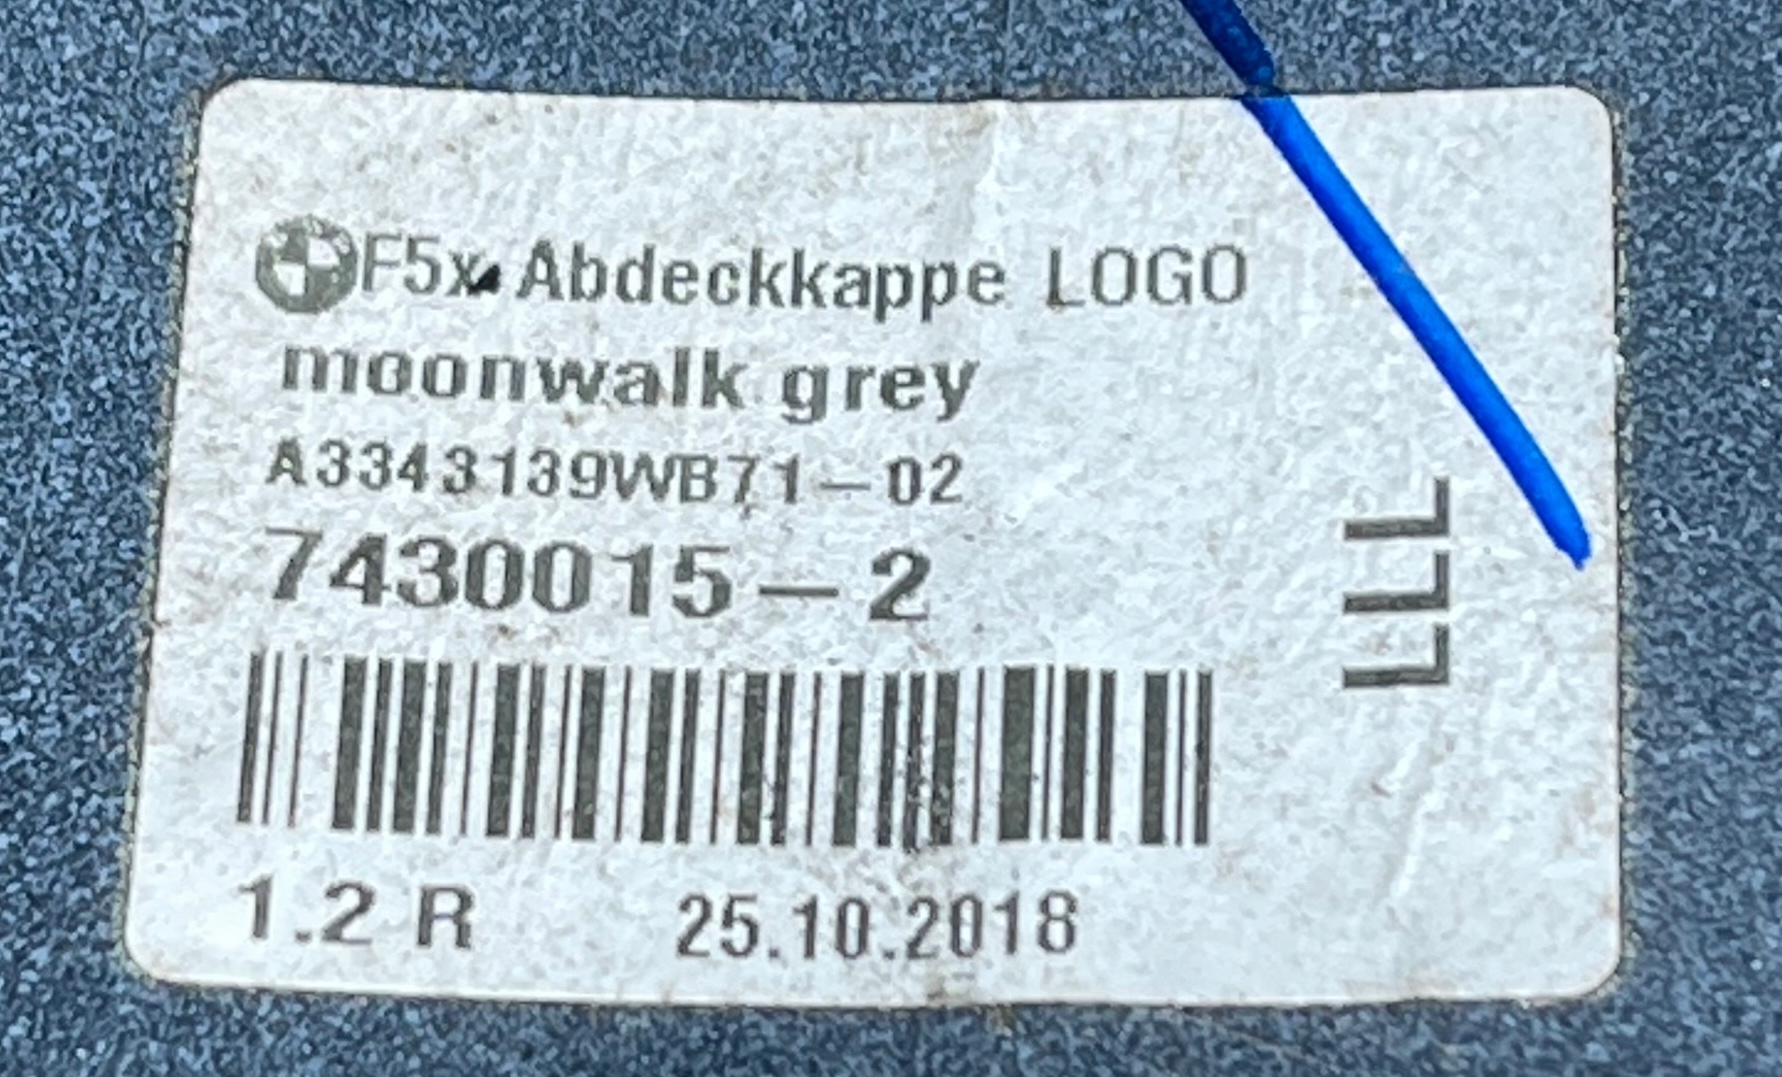 F5x Abdeckkappe LOGO
moonwalk grey
A3343139WB71-02
7430015-2
LLL
1.2 R 25.10.2018